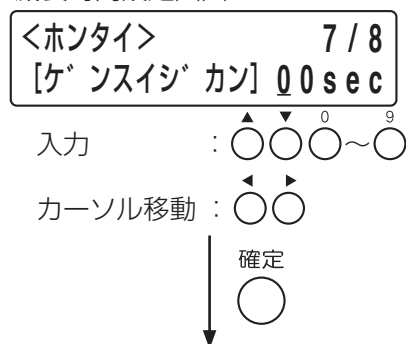 <ホンタイ> 7/8
[ゲンスイジカン] 00sec
▲ ▼ 0 9
入力 : ○○○～○
◀ ▶
カーソル移動 : ○○
確定